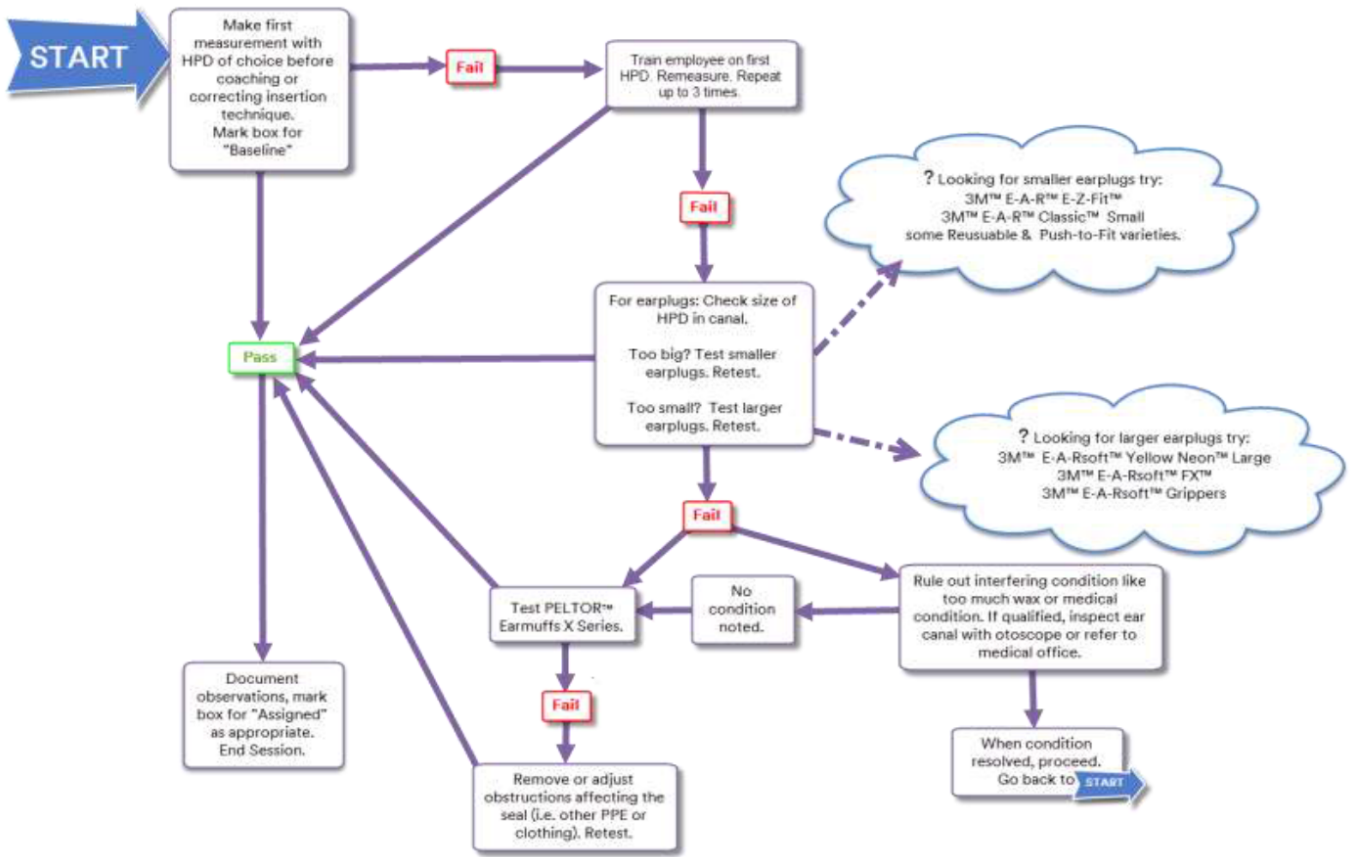 START
Make first
measurement with
HPD of choice before
coaching or
correcting insertion
technique.
Mark box for
"Baseline"
Fail
Train employee on first
HPD. Remeasure. Repeat
up to 3 times.
Fail
? Looking for smaller earplugs try:
3M™ E-A-R™ E-Z-Fit™
3M™ E-A-R™ Classic™ Small
some Reusuable & Push-to-Fit varieties.
For earplugs: Check size of
HPD in canal.
Too big? Test smaller
earplugs. Retest.
Too small? Test larger
earplugs. Retest.
Pass
? Looking for larger earplugs try:
3M™ E-A-Rsoft™ Yellow Neon™ Large
3M™ E-A-Rsoft™ FX™
3M™ E-A-Rsoft™ Grippers
Fail
Test PELTOR™
Earmuffs X Series.
No
condition
noted.
Rule out interfering condition like
too much wax or medical
condition. If qualified, inspect ear
canal with otoscope or refer to
medical office.
Document
observations, mark
box for "Assigned"
as appropriate.
End Session.
Fail
When condition
resolved, proceed.
Go back to
START
Remove or adjust
obstructions affecting the
seal (i.e. other PPE or
clothing). Retest.